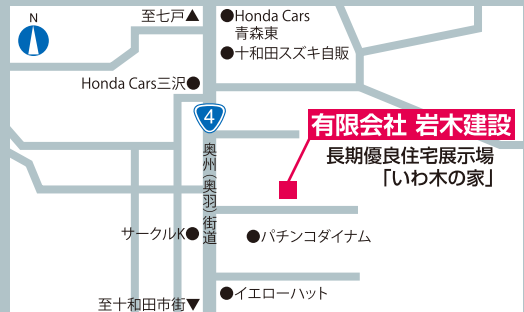 N
至七戸▲
●Honda Cars
青森東
●十和田スズキ自販
Honda Cars三沢●
4
有限会社 岩木建設
長期優良住宅展示場
「いわ木の家」
奥州(奥羽)街道
サークルK●
●パチンコダイナム
●イエローハット
至十和田市街▼